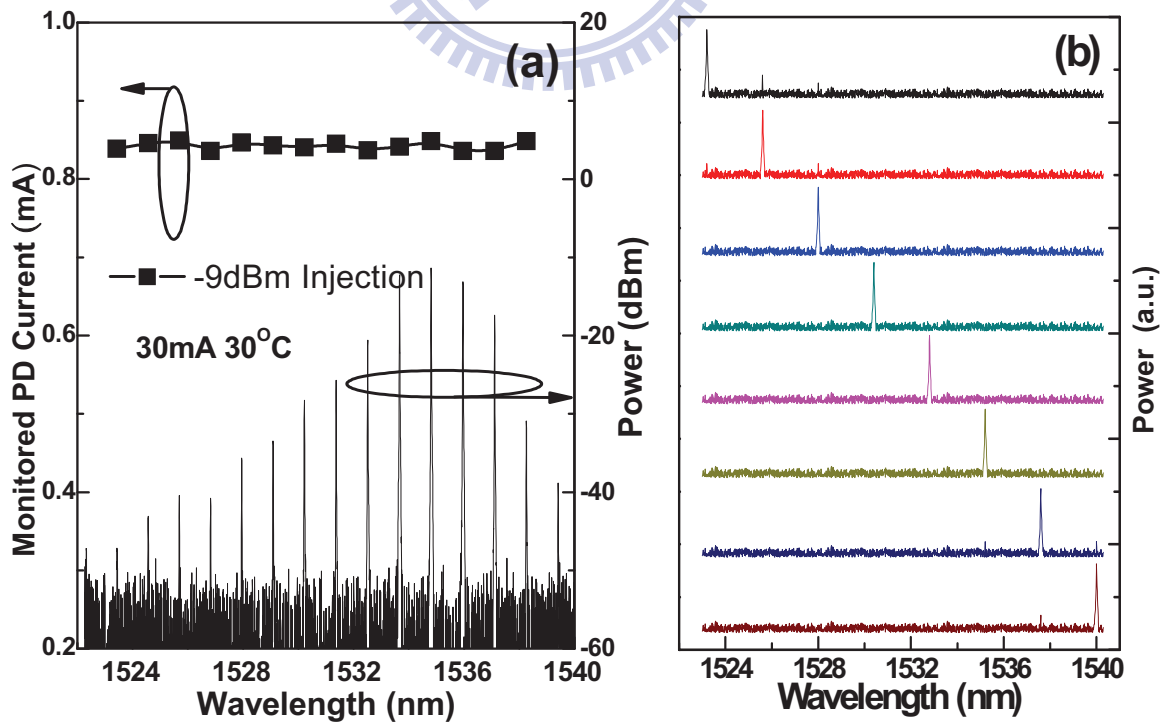 (a)
1.0
0.8
0.6
0.4
0.2
Monitored PD Current (mA)
-9dBm Injection
30mA 30°C
20
0
-20
-40
-60
Power (dBm)
1524 1528 1532 1536 1540
Wavelength (nm)
(b)
Power (a.u.)
1524 1528 1532 1536 1540
Wavelength (nm)